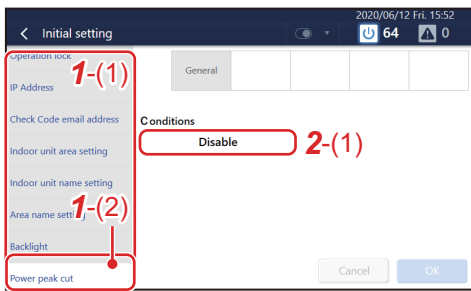 2020/06/12 Fri. 15:52
Initial setting
64
0
Operation lock
1-(1)
IP Address
General
Check Code email address
Conditions
Disable
2-(1)
Indoor unit area setting
Indoor unit name setting
Area name setting
1-(2)
Backlight
Power peak cut
Cancel
OK